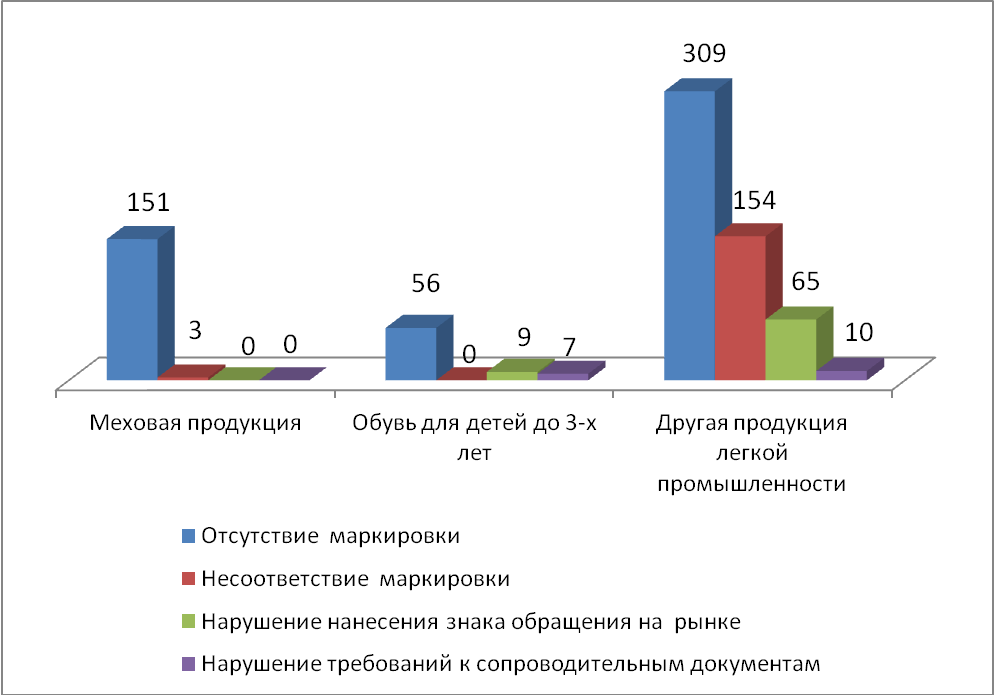 309
151
154
56
65
3
0
0
0
9
7
10
Меховая продукция
Обувь для детей до 3-х
лет
Другая продукция
легкой
промышленности
Отсутствие маркировки
Несоответствие маркировки
Нарушение нанесения знака обращения на рынке
Нарушение требований к сопроводительным документам